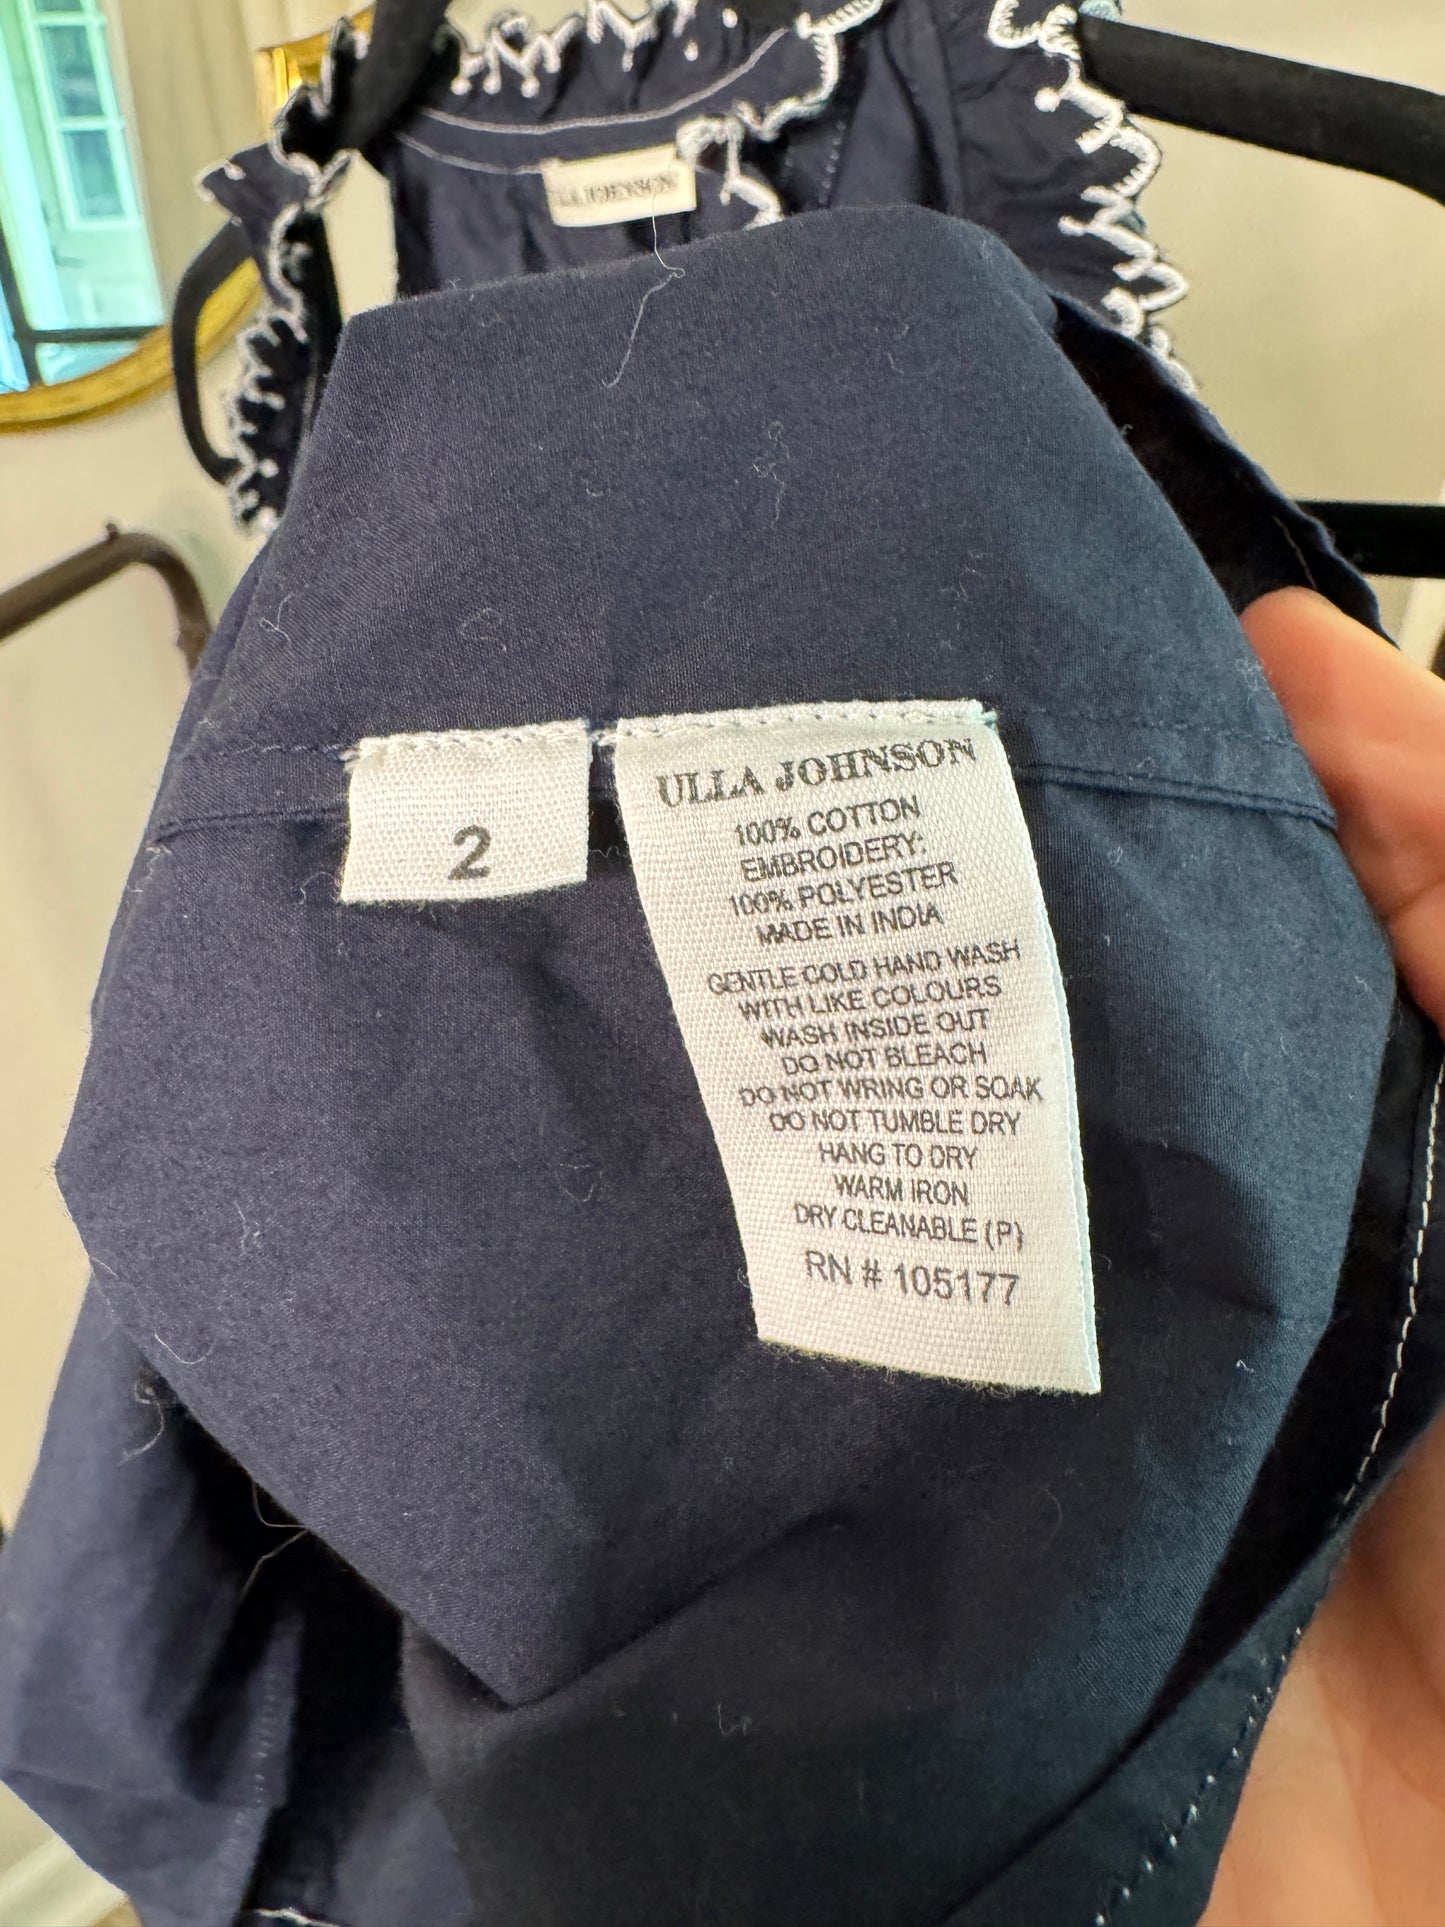 ULLA JOHNSON
2
ULLA JOHNSON
100% COTTON
EMBROIDERY:
100% POLYESTER
MADE IN INDIA
GENTLE COLD HAND WASH
WITH LIKE COLOURS
WASH INSIDE OUT
DO NOT BLEACH
DO NOT WRING OR SOAK
DO NOT TUMBLE DRY
HANG TO DRY
WARM IRON
DRY CLEANABLE (P)
RN # 105177